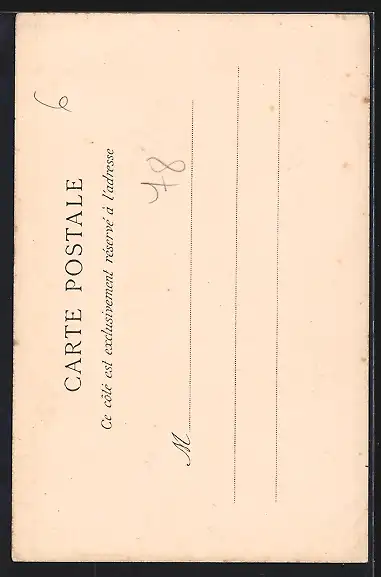 6
CARTE POSTALE
Ce côté est exclusivement réservé à l'adresse
78
M